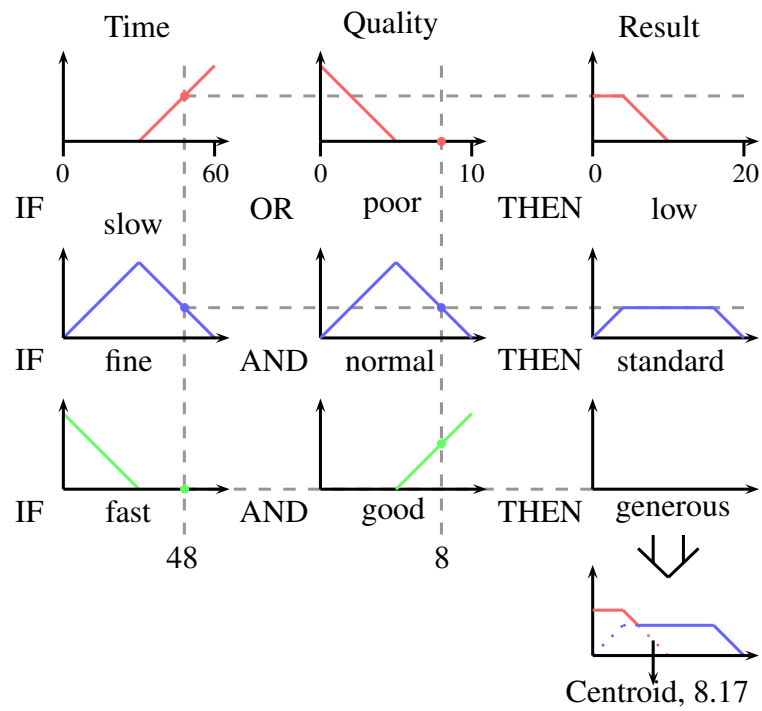 Time Quality Result
0 60 0 10 0 20
IF slow OR poor THEN low
IF fine AND normal THEN standard
IF fast AND good THEN generous
48 8
Centroid, 8.17